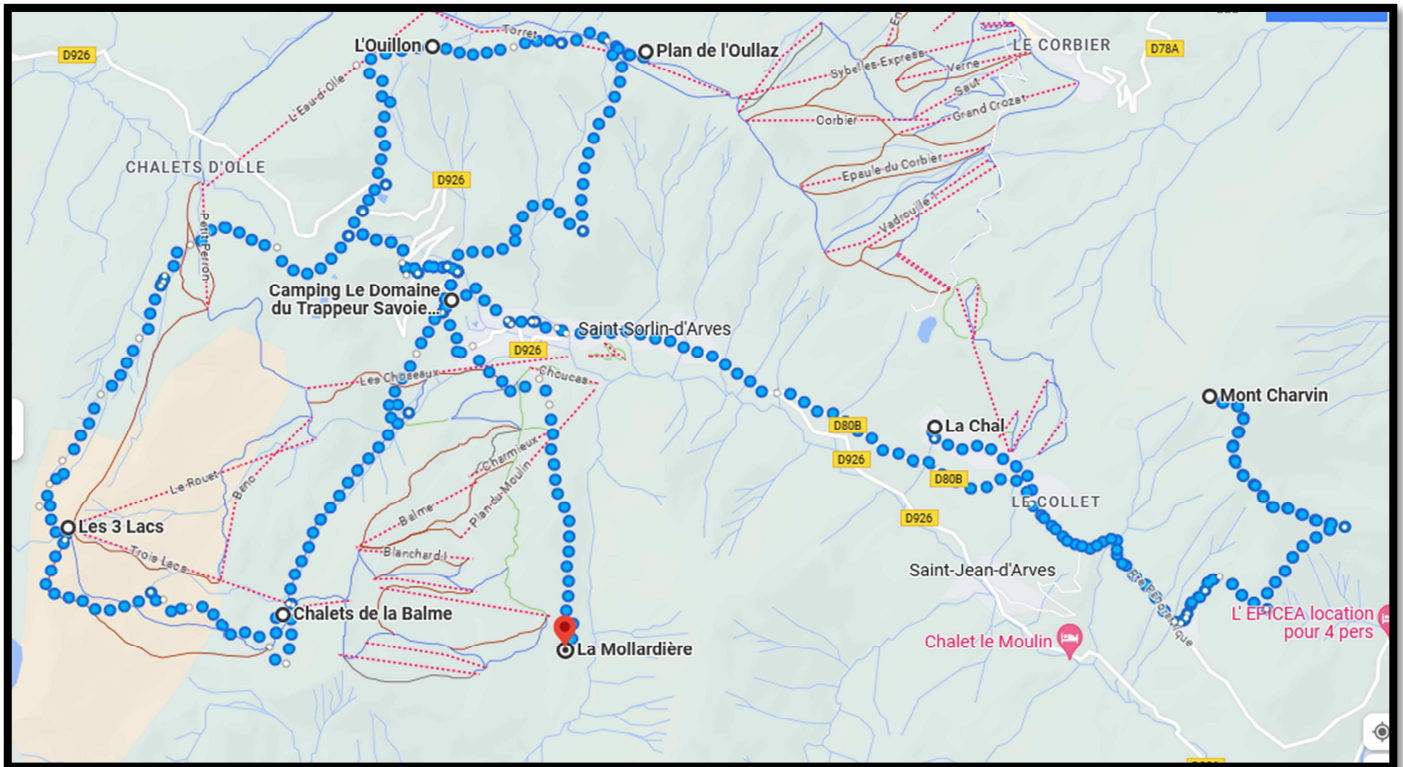 Torret
L'Ouillon
Plan de l'Oullaz
LE CORBIER
D78A
D926
Sybelles-Express
Verne
Saut
Grand Crozat
L'Eau-d'Olle
Corbier
CHALETS D'OLLE
Epaule du Corbier
D926
Vadrouille 1
Petit Perron
Camping Le Domaine
du Trappeur Savoie...
Saint-Sorlin-d'Arves
D926
Les Choseaux
Choucas
Mont Charvin
La Chal
D80B
D926
D80B
Charmieux
Le Rouet
Banc
Balme
Plan-du-Moulin
LE COLLET
D926
Les 3 Lacs
Trois Lacs
Blanchard I
Saint-Jean-d'Arves
Rte Panoramique
Chalets de la Balme
L' EPICEA location
pour 4 pers
Chalet le Moulin
La Mollardière